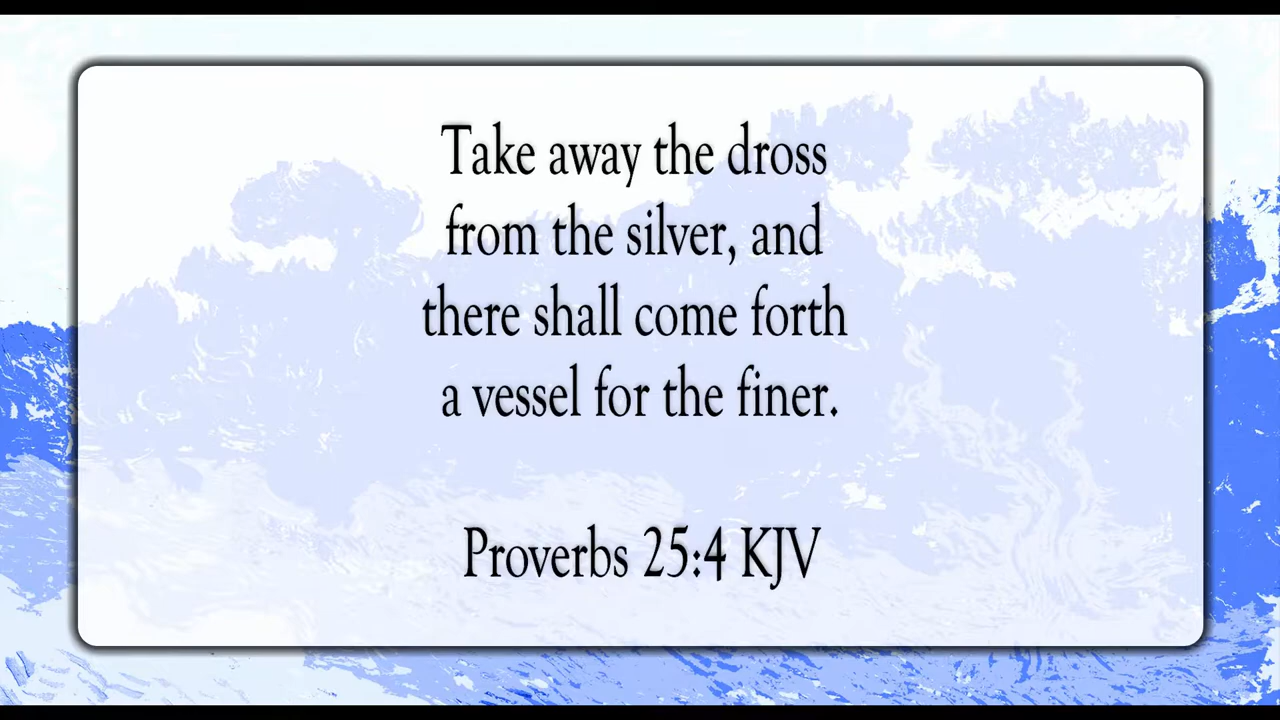 Take away the dross
from the silver, and
there shall come forth
a vessel for the finer.
Proverbs 25:4 KJV